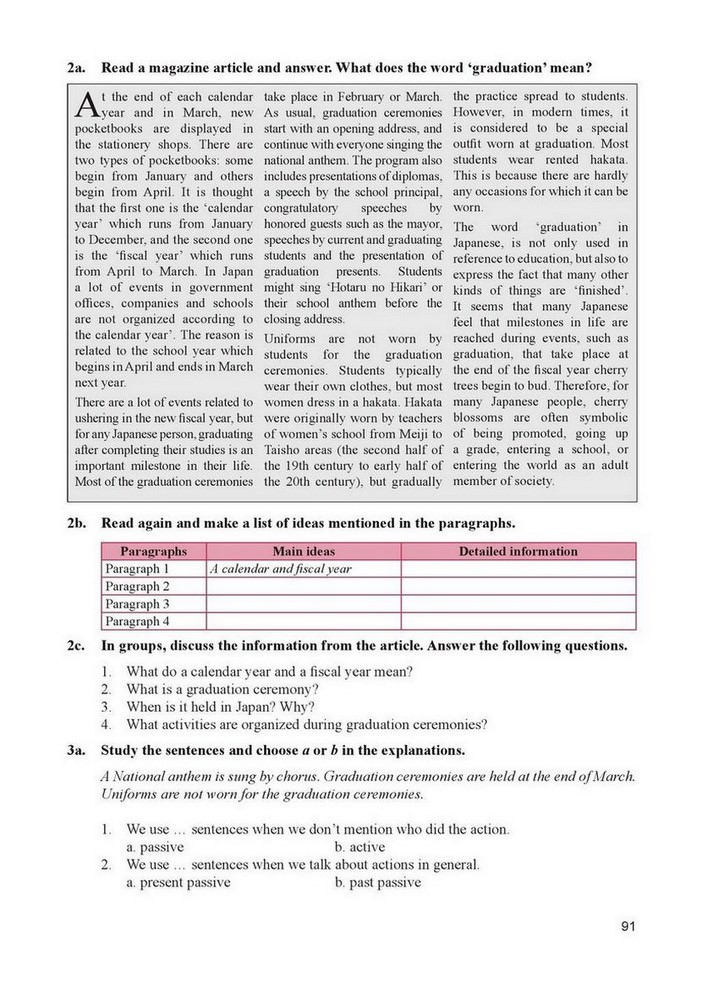 2a. Read a magazine article and answer. What does the word ‘graduation’ mean?
At the end of each calendar
year and in March, new
pocketbooks are displayed in
the stationery shops. There are
two types of pocketbooks: some
begin from January and others
begin from April. It is thought
that the first one is the ‘calendar
year’ which runs from January
to December, and the second one
is the ‘fiscal year’ which runs
from April to March. In Japan
a lot of events in government
offices, companies and schools
are not organized according to
the calendar year’. The reason is
related to the school year which
begins in April and ends in March
next year.
There are a lot of events related to
ushering in the new fiscal year, but
for any Japanese person, graduating
after completing their studies is an
important milestone in their life.
Most of the graduation ceremonies
take place in February or March.
As usual, graduation ceremonies
start with an opening address, and
continue with everyone singing the
national anthem. The program also
includes presentations of diplomas,
a speech by the school principal,
congratulatory speeches by
honored guests such as the mayor,
speeches by current and graduating
students and the presentation of
graduation presents. Students
might sing ‘Hotaru no Hikari’ or
their school anthem before the
closing address.
Uniforms are not worn by
students for the graduation
ceremonies. Students typically
wear their own clothes, but most
women dress in a hakata. Hakata
were originally worn by teachers
of women’s school from Meiji to
Taisho areas (the second half of
the 19th century to early half of
the 20th century), but gradually
the practice spread to students.
However, in modern times, it
is considered to be a special
outfit worn at graduation. Most
students wear rented hakata.
This is because there are hardly
any occasions for which it can be
worn.
The word ‘graduation’ in
Japanese, is not only used in
reference to education, but also to
express the fact that many other
kinds of things are ‘finished’.
It seems that many Japanese
feel that milestones in life are
reached during events, such as
graduation, that take place at
the end of the fiscal year cherry
trees begin to bud. Therefore, for
many Japanese people, cherry
blossoms are often symbolic
of being promoted, going up
a grade, entering a school, or
entering the world as an adult
member of society.
2b. Read again and make a list of ideas mentioned in the paragraphs.
Paragraphs Main ideas Detailed information
Paragraph 1 A calendar and fiscal year
Paragraph 2
Paragraph 3
Paragraph 4
2c. In groups, discuss the information from the article. Answer the following questions.
1. What do a calendar year and a fiscal year mean?
2. What is a graduation ceremony?
3. When is it held in Japan? Why?
4. What activities are organized during graduation ceremonies?
3a. Study the sentences and choose a or b in the explanations.
A National anthem is sung by chorus. Graduation ceremonies are held at the end of March.
Uniforms are not worn for the graduation ceremonies.
1. We use … sentences when we don’t mention who did the action.
a. passive b. active
2. We use … sentences when we talk about actions in general.
a. present passive b. past passive
91